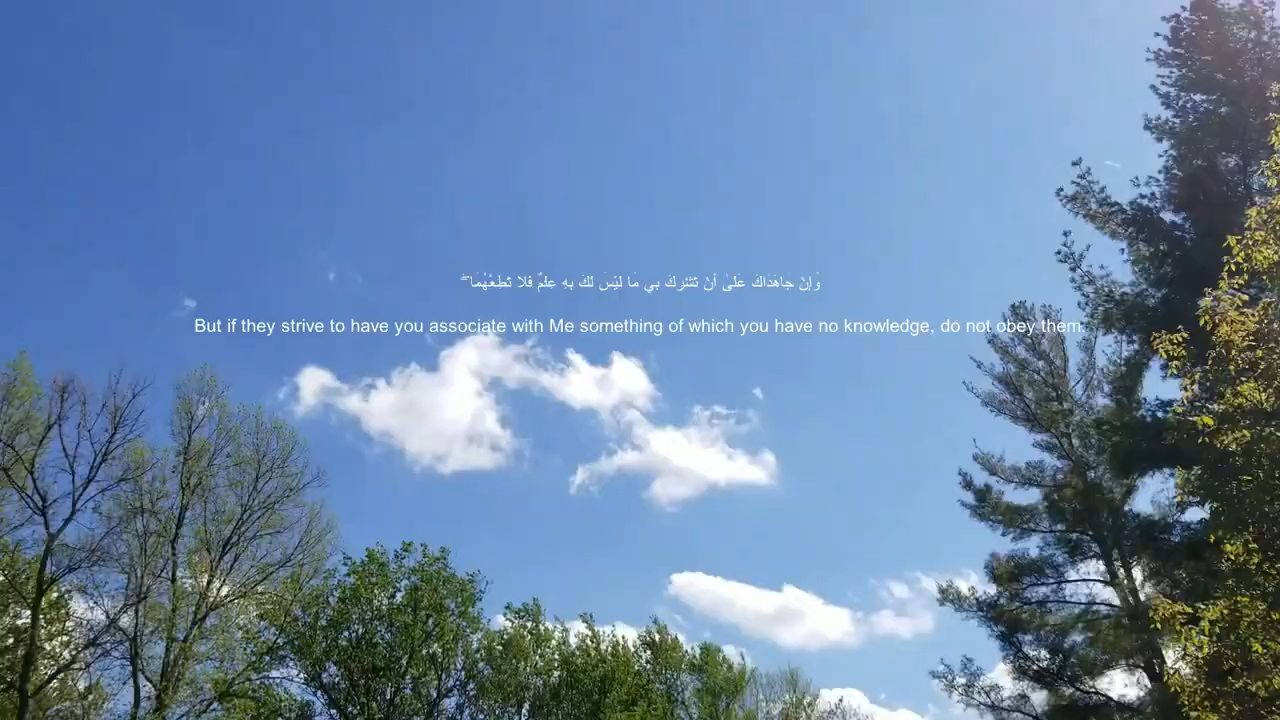 وَإِنْ جَاهَدَاكَ عَلَىٰ أَنْ تُشْرِكَ بِي مَا لَيْسَ لَكَ بِهِ عِلْمٌ فَلَا تُطِعْهُمَا ۖ
But if they strive to have you associate with Me something of which you have no knowledge, do not obey them.